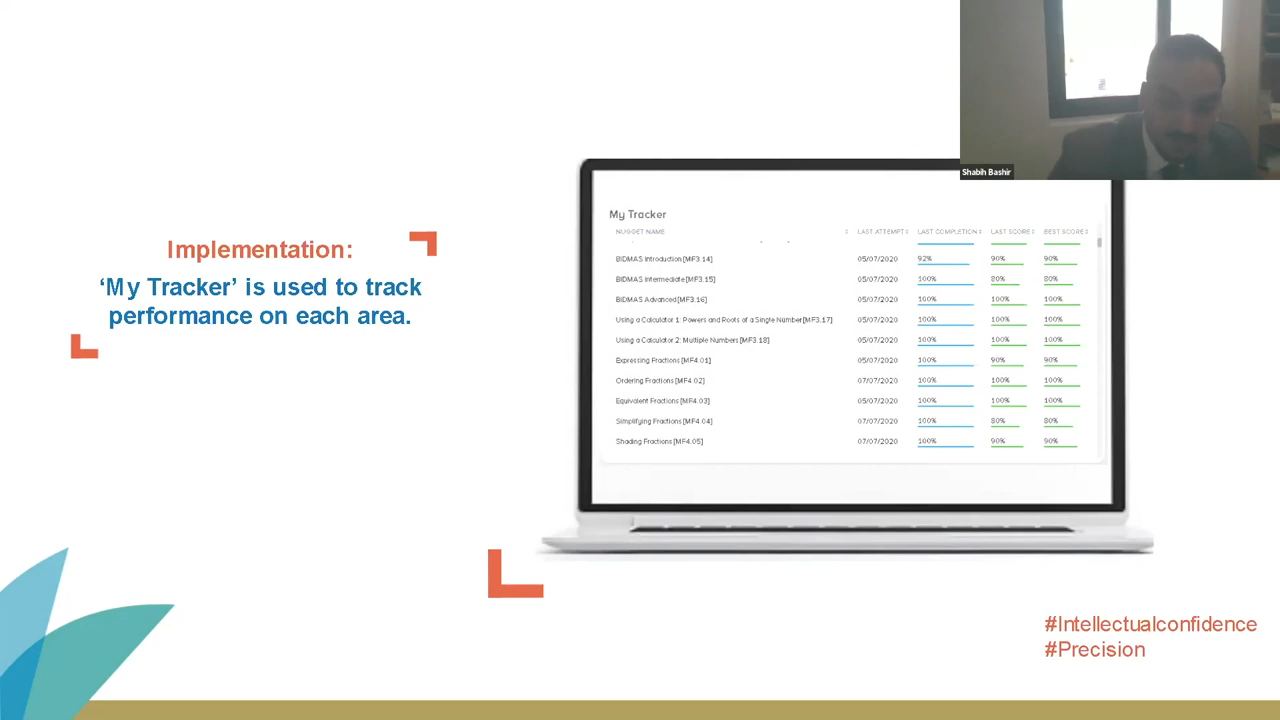 Shabih Bashir
Implementation:
‘My Tracker’ is used to track
performance on each area.
My Tracker
NUGGET NAME LAST ATTEMPT LAST COMPLETION LAST SCORE BEST SCORE
BIDMAS Introduction [MF3.14] 05/07/2020 92% 90% 90%
BIDMAS Intermediate [MF3.15] 05/07/2020 100% 80% 80%
BIDMAS Advanced [MF3.16] 05/07/2020 100% 100% 100%
Using a Calculator 1: Powers and Roots of a Single Number [MF3.17] 05/07/2020 100% 100% 100%
Using a Calculator 2: Multiple Numbers [MF3.18] 05/07/2020 100% 100% 100%
Expressing Fractions [MF4.01] 05/07/2020 100% 90% 90%
Ordering Fractions [MF4.02] 07/07/2020 100% 100% 100%
Equivalent Fractions [MF4.03] 05/07/2020 100% 100% 100%
Simplifying Fractions [MF4.04] 07/07/2020 100% 80% 80%
Shading Fractions [MF4.05] 07/07/2020 100% 90% 90%
#Intellectualconfidence
#Precision